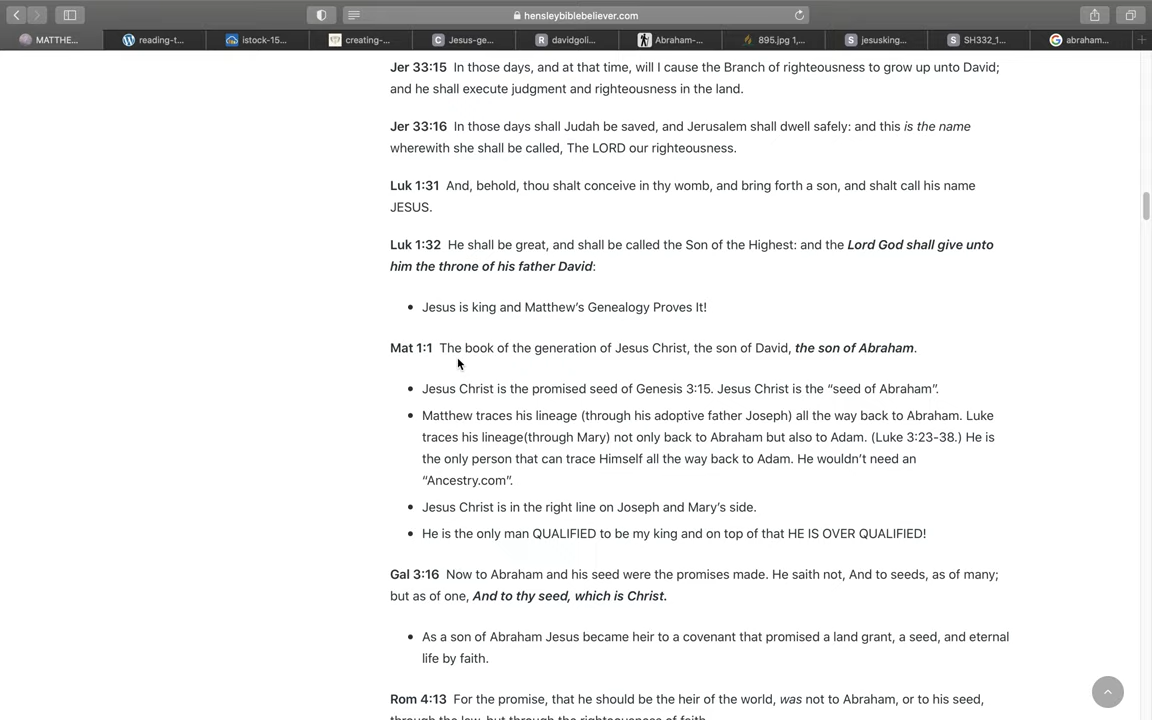 hensleybiblebeliever.com
MATTHE...
reading-t...
istock-15...
creating-...
Jesus-ge...
davidgoli...
Abraham-...
895.jpg 1,...
jesusking...
SH332_1...
abraham...
Jer 33:15 In those days, and at that time, will I cause the Branch of righteousness to grow up unto David;
and he shall execute judgment and righteousness in the land.
Jer 33:16 In those days shall Judah be saved, and Jerusalem shall dwell safely: and this is the name
wherewith she shall be called, The LORD our righteousness.
Luk 1:31 And, behold, thou shalt conceive in thy womb, and bring forth a son, and shalt call his name
JESUS.
Luk 1:32 He shall be great, and shall be called the Son of the Highest: and the Lord God shall give unto
him the throne of his father David:
• Jesus is king and Matthew’s Genealogy Proves It!
Mat 1:1 The book of the generation of Jesus Christ, the son of David, the son of Abraham.
• Jesus Christ is the promised seed of Genesis 3:15. Jesus Christ is the “seed of Abraham”.
• Matthew traces his lineage (through his adoptive father Joseph) all the way back to Abraham. Luke
traces his lineage(through Mary) not only back to Abraham but also to Adam. (Luke 3:23-38.) He is
the only person that can trace Himself all the way back to Adam. He wouldn’t need an
“Ancestry.com”.
• Jesus Christ is in the right line on Joseph and Mary’s side.
• He is the only man QUALIFIED to be my king and on top of that HE IS OVER QUALIFIED!
Gal 3:16 Now to Abraham and his seed were the promises made. He saith not, And to seeds, as of many;
but as of one, And to thy seed, which is Christ.
• As a son of Abraham Jesus became heir to a covenant that promised a land grant, a seed, and eternal
life by faith.
Rom 4:13 For the promise, that he should be the heir of the world, was not to Abraham, or to his seed,
through the law, but through the righteousness of faith.